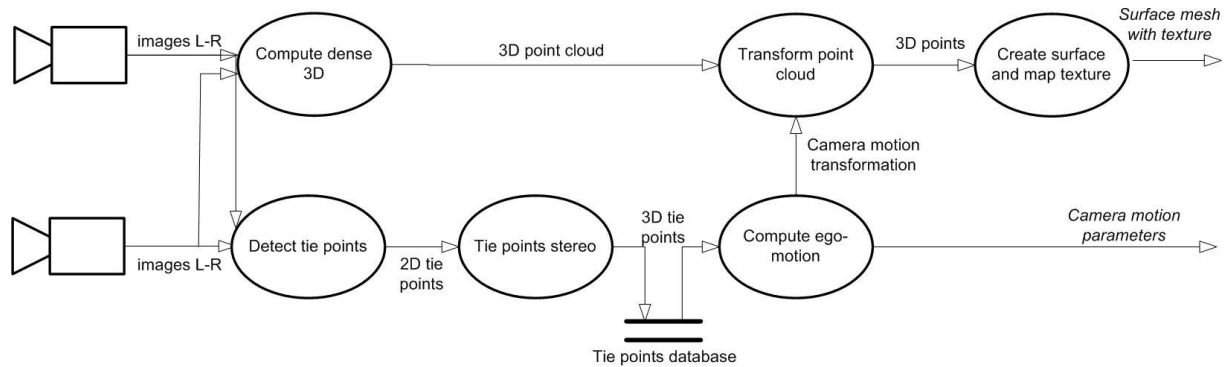 images L-R
Compute dense
3D
3D point cloud
Transform point
cloud
3D points
Create surface
and map texture
Surface mesh
with texture
Camera motion
transformation
images L-R
Detect tie points
2D tie
points
Tie points stereo
3D tie
points
Tie points database
Compute ego-
motion
Camera motion
parameters